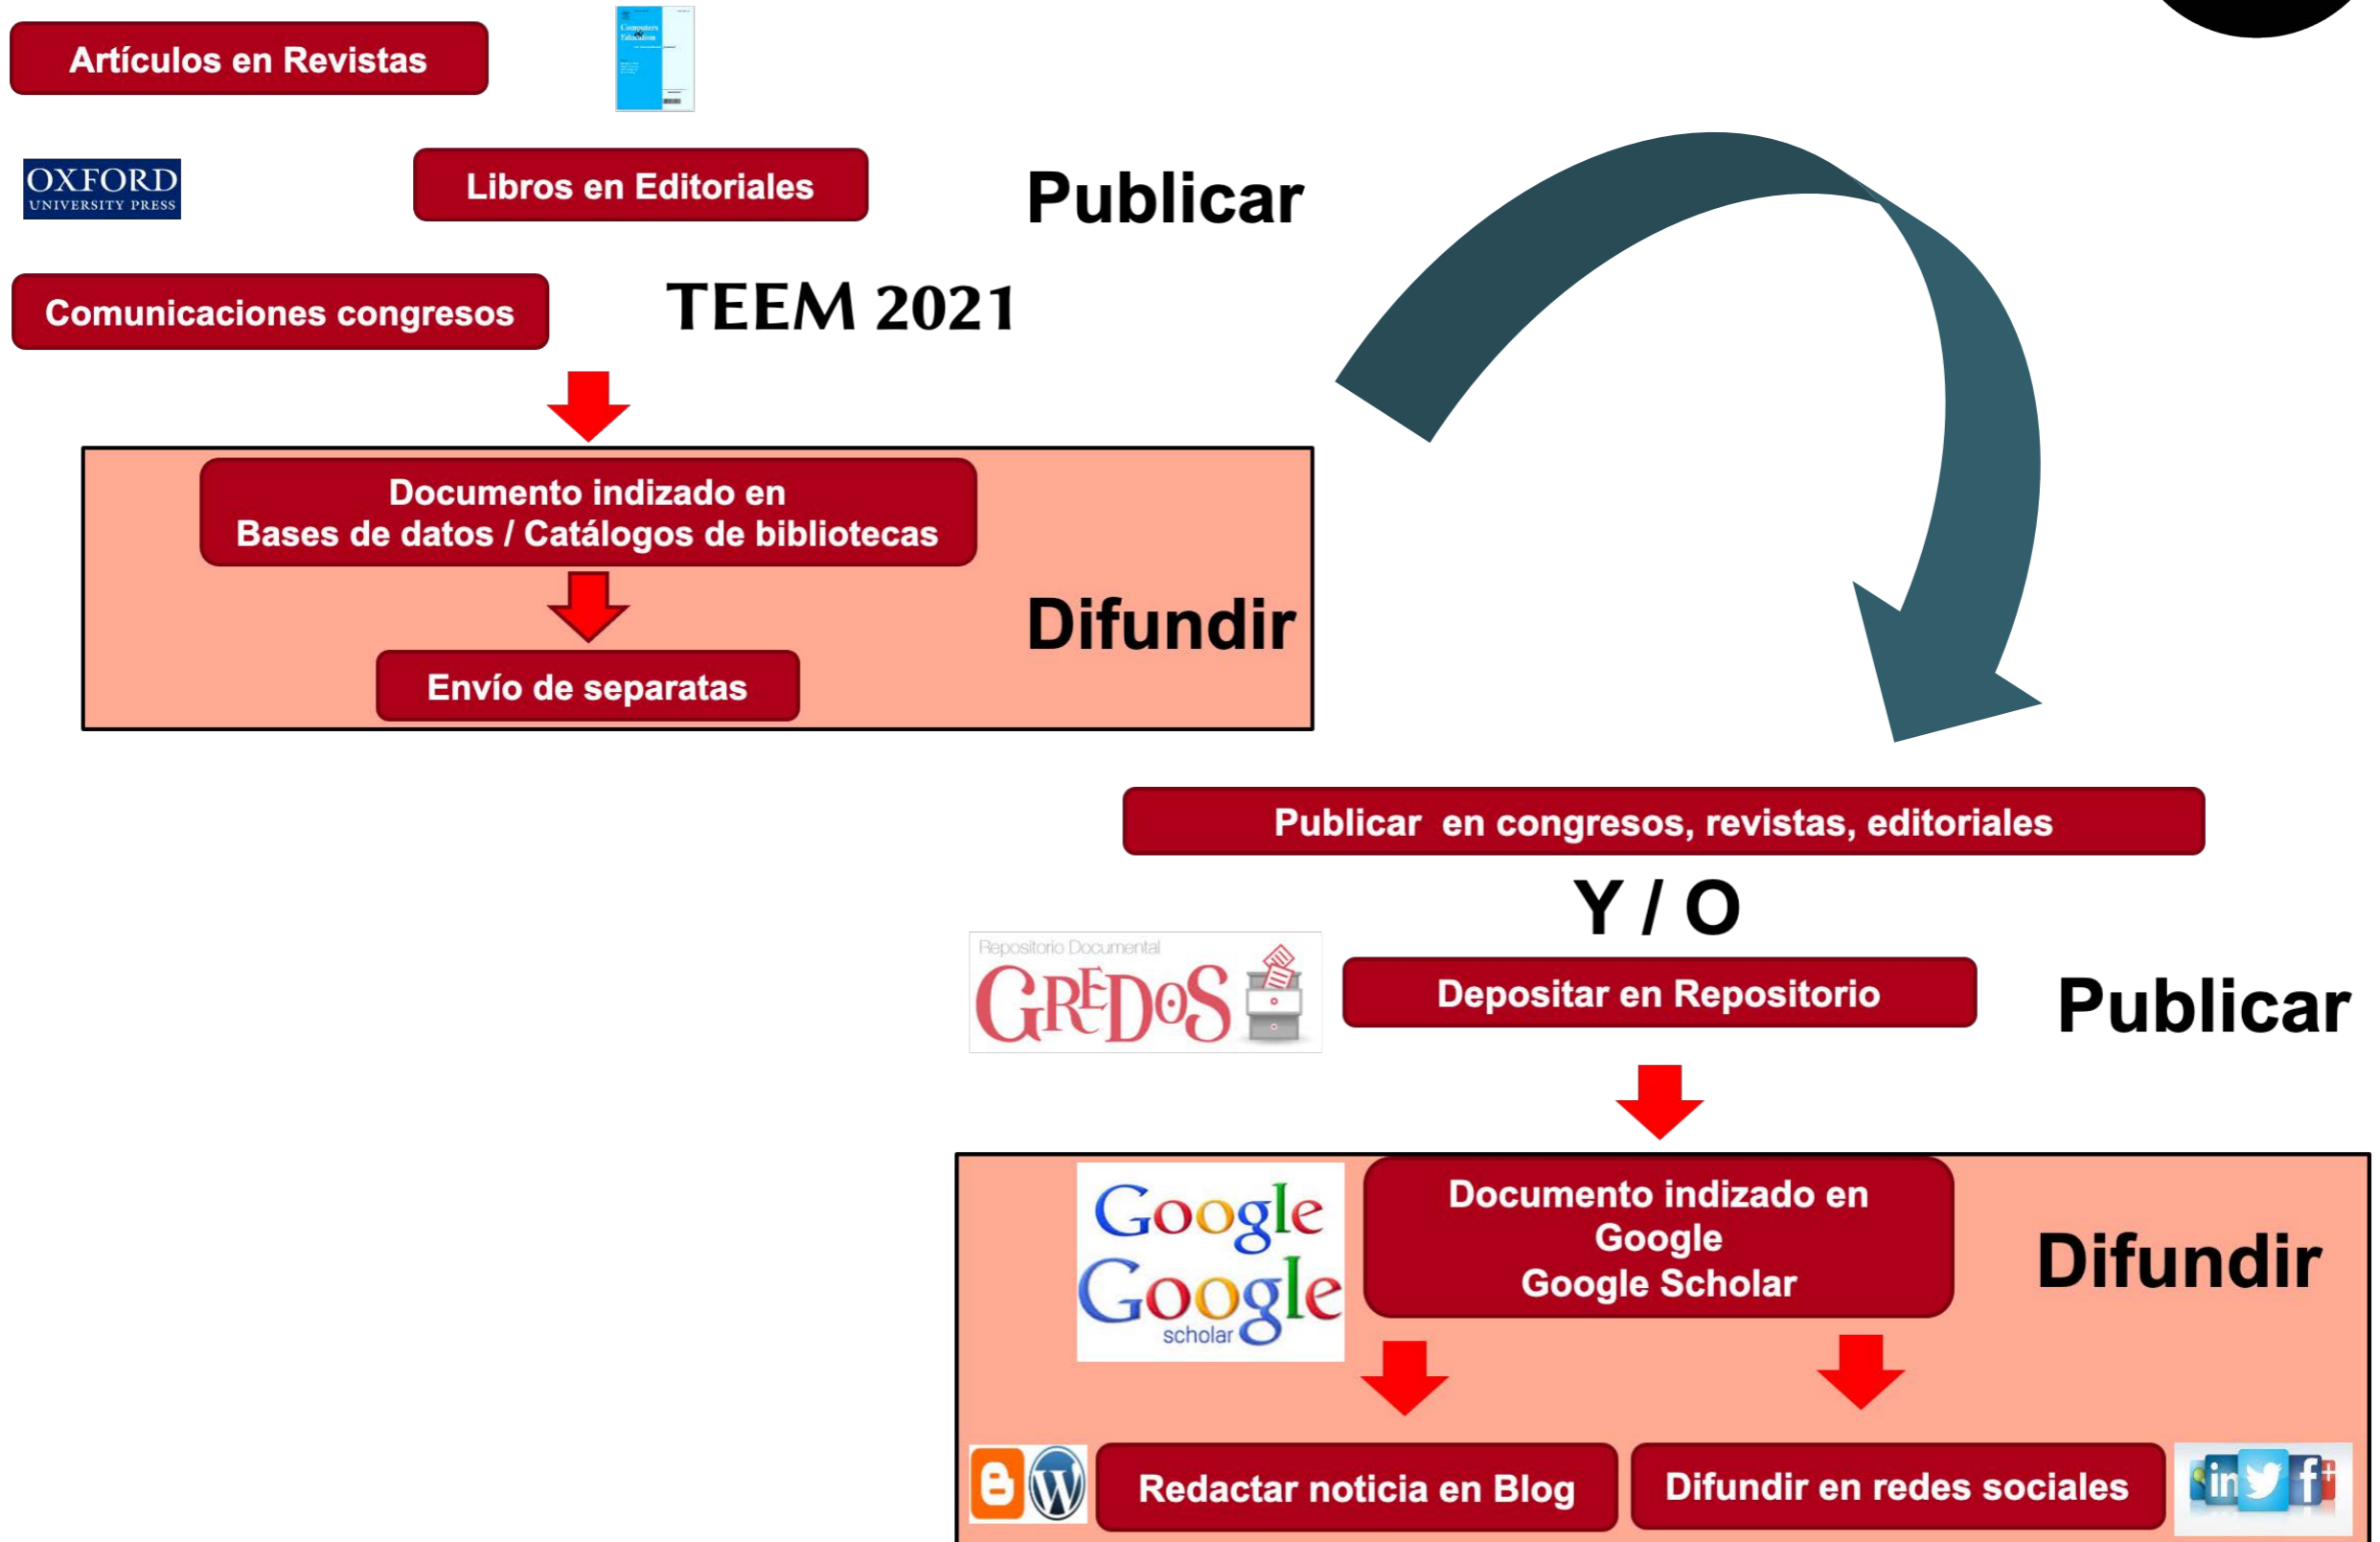 Artículos en Revistas
Computers
Education
OXFORD
UNIVERSITY PRESS
Libros en Editoriales
Publicar
Comunicaciones congresos
TEEM 2021
Documento indizado en
Bases de datos / Catálogos de bibliotecas
Difundir
Envío de separatas
Publicar en congresos, revistas, editoriales
Y / O
Repositorio Documental
GREDOS
Depositar en Repositorio
Publicar
Google
Google
scholar
Documento indizado en
Google
Google Scholar
Difundir
Redactar noticia en Blog
Difundir en redes sociales
in
f